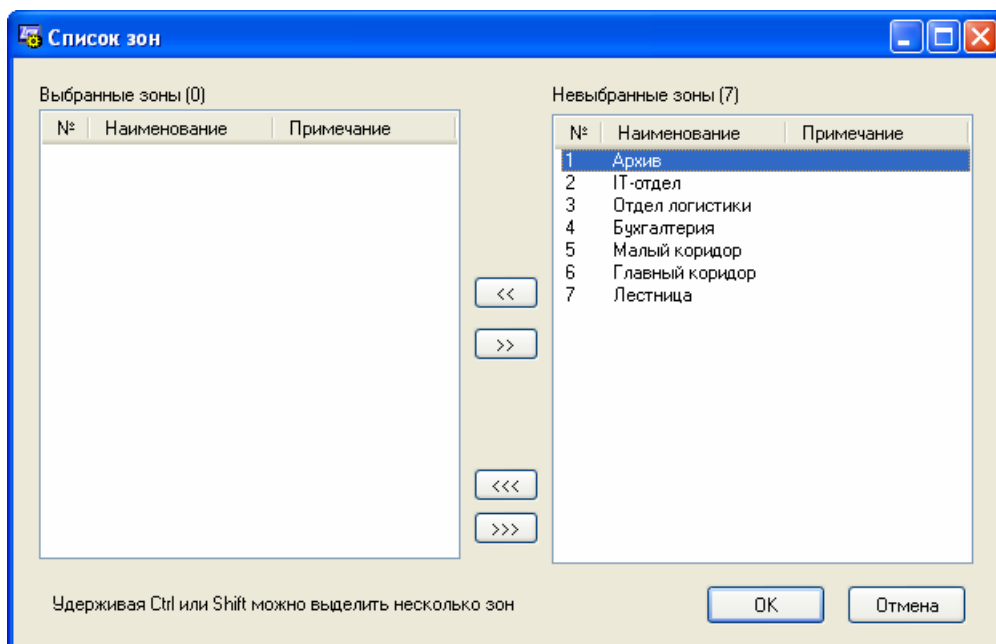 Список зон
Выбранные зоны (0)
№ Наименование Примечание
Невыбранные зоны (7)
№ Наименование Примечание
1 Архив
2 IT-отдел
3 Отдел логистики
4 Бухгалтерия
5 Малый коридор
6 Главный коридор
7 Лестница
<<
>>
<<<
>>>
Удерживая Ctrl или Shift можно выделить несколько зон
OK
Отмена